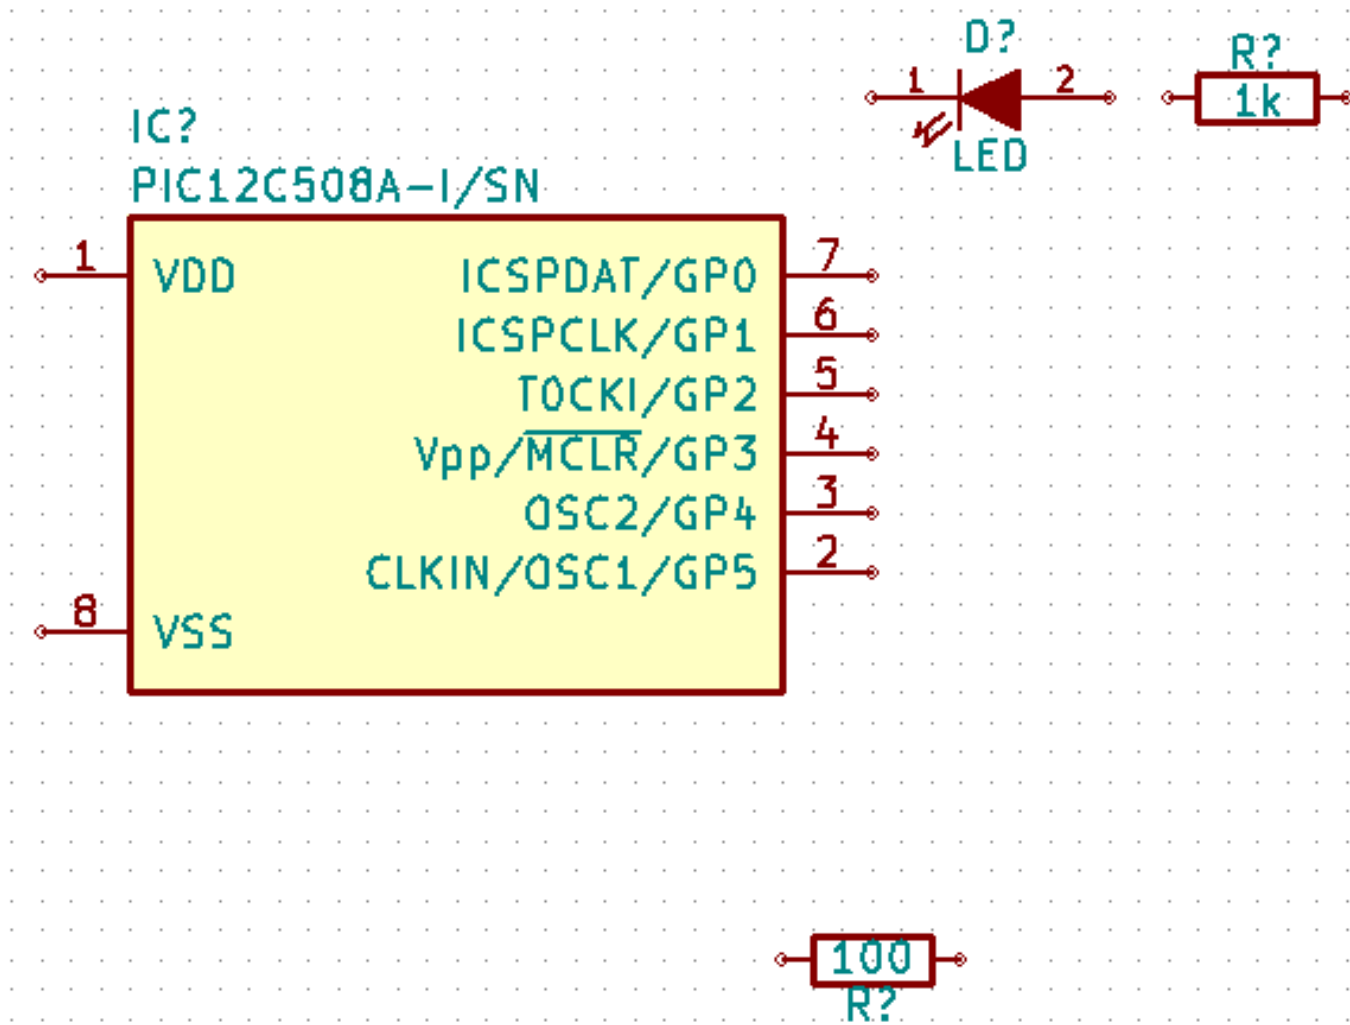 D?
1 2
LED
R?
1k
IC?
PIC12C508A-I/SN
1 VDD
8 VSS
ICSPDAT/GP0 7
ICSPCLK/GP1 6
T0CKI/GP2 5
Vpp/MCLR/GP3 4
OSC2/GP4 3
CLKIN/OSC1/GP5 2
100
R?